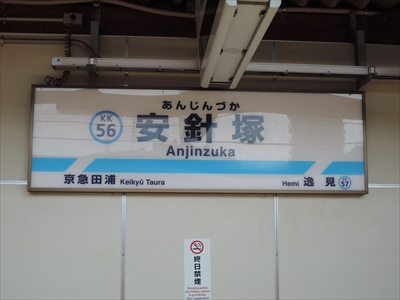 あんじんづか
KK
56
安針塚
Anjinzuka
京急田浦 Keikyū Taura
Hemi 逸見
KK
57
終日禁煙